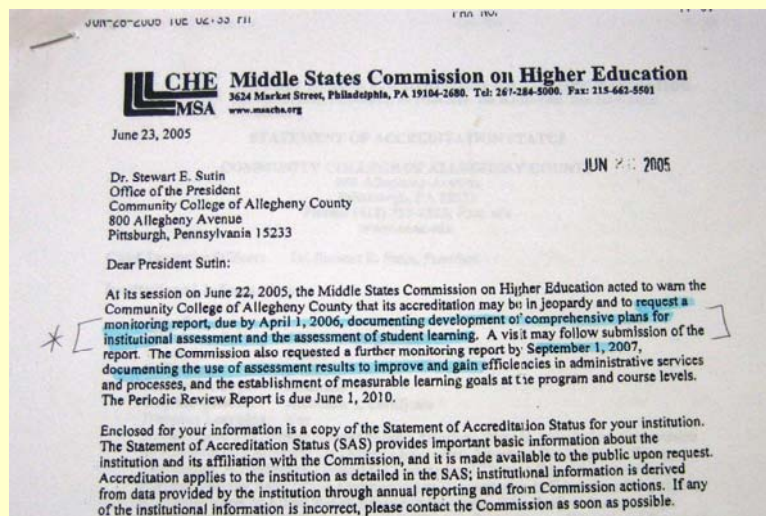 JUN-28-2005 TUE 02:33 PM FAX NO.
CHE Middle States Commission on Higher Education
MSA 3624 Market Street, Philadelphia, PA 19104-2680. Tel: 267-284-5000. Fax: 215-662-5501
www.msache.org
June 23, 2005
JUN 2005
Dr. Stewart E. Sutin
Office of the President
Community College of Allegheny County
800 Allegheny Avenue
Pittsburgh, Pennsylvania 15233
Dear President Sutin:
At its session on June 22, 2005, the Middle States Commission on Higher Education acted to warn the
Community College of Allegheny County that its accreditation may be in jeopardy and to request a
monitoring report, due by April 1, 2006, documenting development of comprehensive plans for
institutional assessment and the assessment of student learning. A visit may follow submission of the
report. The Commission also requested a further monitoring report by September 1, 2007,
documenting the use of assessment results to improve and gain efficiencies in administrative services
and processes, and the establishment of measurable learning goals at the program and course levels.
The Periodic Review Report is due June 1, 2010.
Enclosed for your information is a copy of the Statement of Accreditation Status for your institution.
The Statement of Accreditation Status (SAS) provides important basic information about the
institution and its affiliation with the Commission, and it is made available to the public upon request.
Accreditation applies to the institution as detailed in the SAS; institutional information is derived
from data provided by the institution through annual reporting and from Commission actions. If any
of the institutional information is incorrect, please contact the Commission as soon as possible.